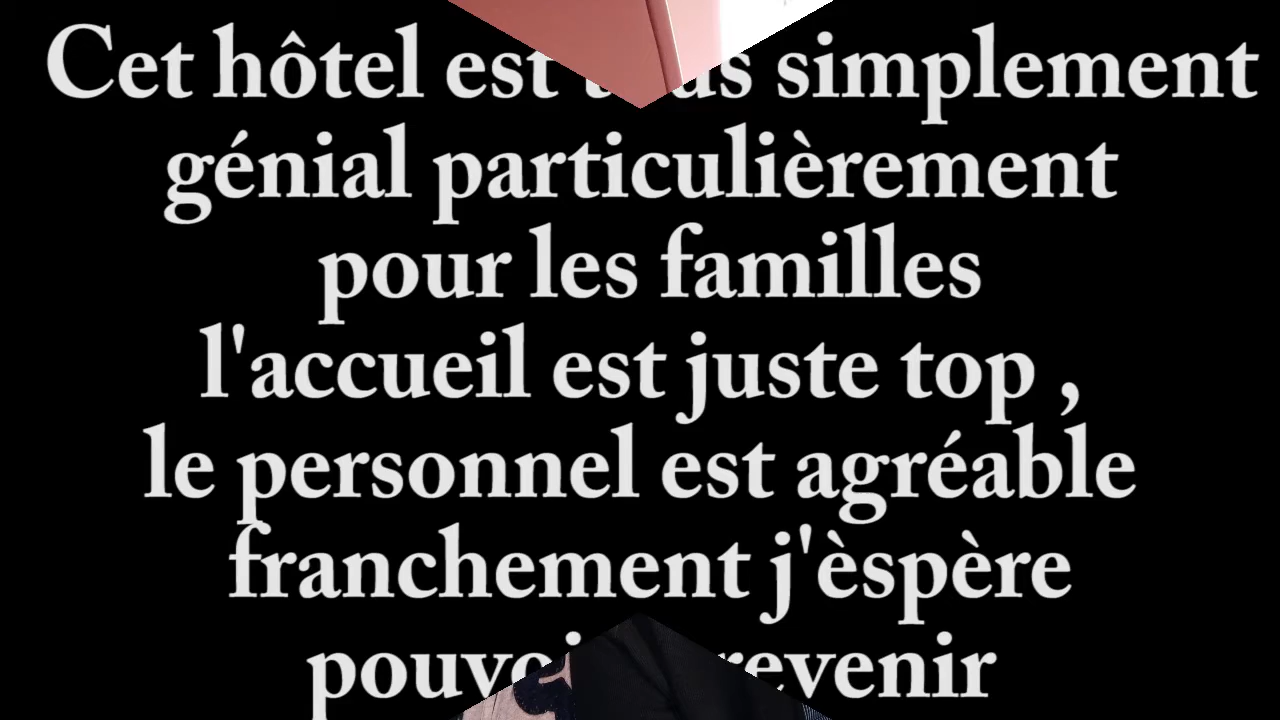 Cet hôtel est simplement
génial particulièrement
pour les familles
l'accueil est juste top ,
le personnel est agréable
franchement j'èspère
revenir